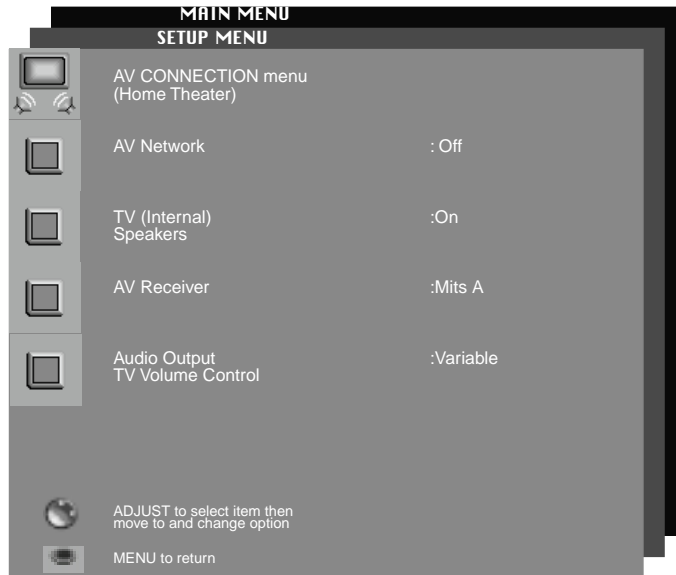 MAIN MENU
SETUP MENU
AV CONNECTION menu
(Home Theater)
AV Network : Off
TV (Internal) :On
Speakers
AV Receiver :Mits A
Audio Output :Variable
TV Volume Control
ADJUST to select item then
move to and change option
MENU to return